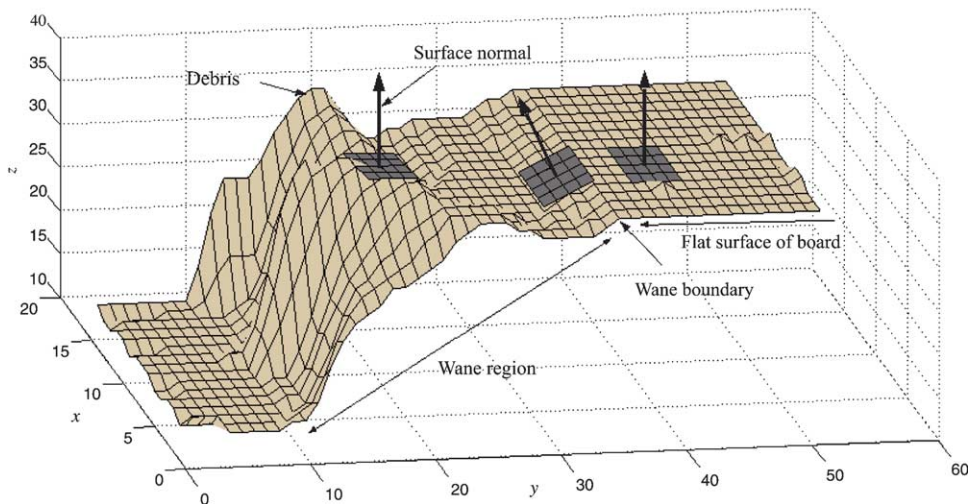 40
35
30
25
20
15
10
z
Debris
Surface normal
Flat surface of board
Wane boundary
Wane region
20
15
10
5
0
x
0
10
20
30
40
50
60
y